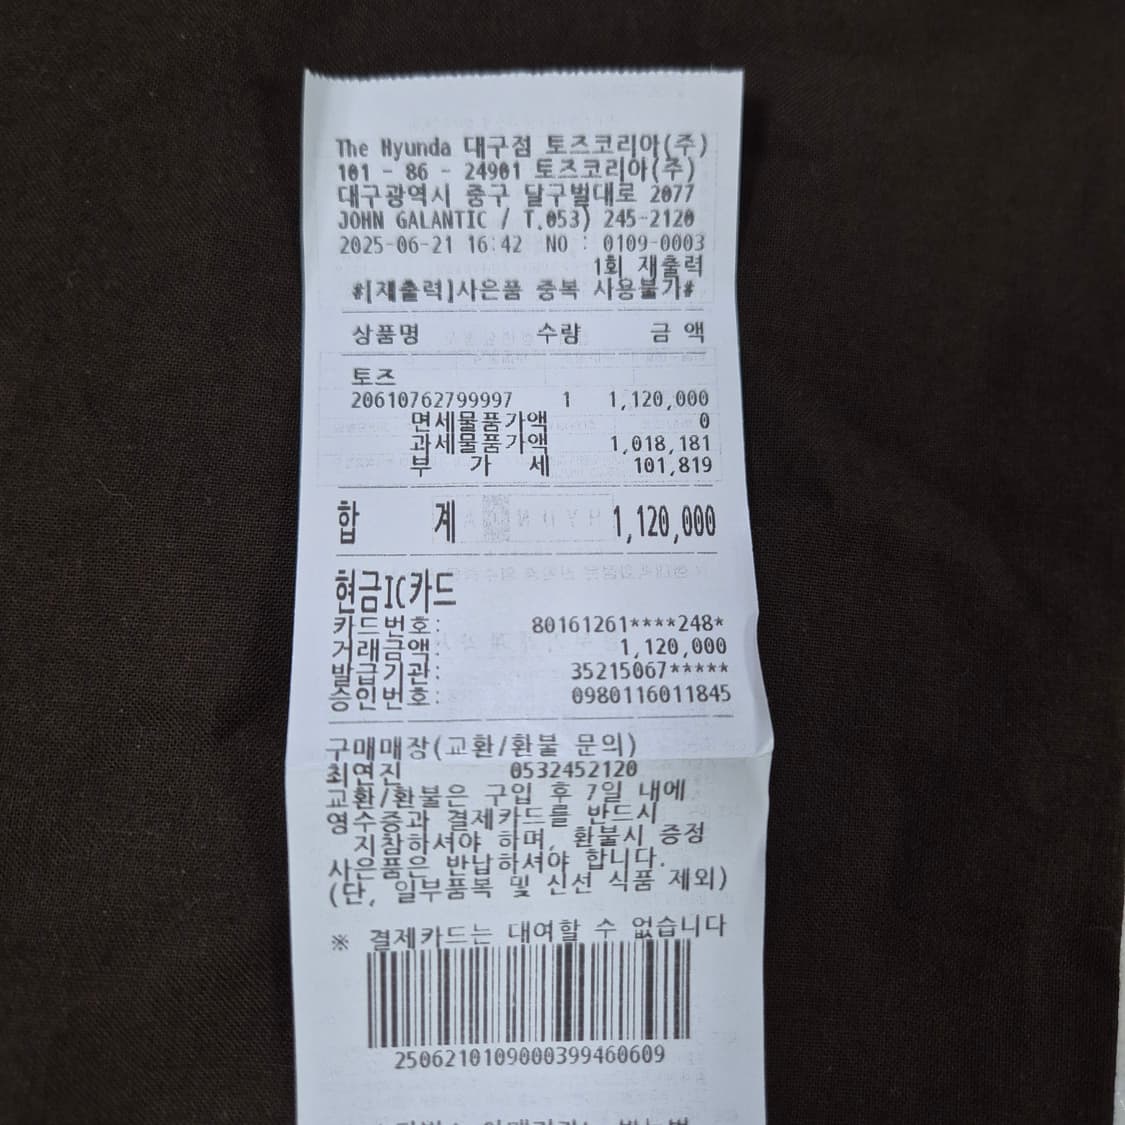 The Hyunda 대구점 토즈코리아(주)
101 - 86 - 24901 토즈코리아(주)
대구광역시 중구 달구벌대로 2077
JOHN GALANTIC / T.053) 245-2120
2025-06-21 16:42 NO : 0109-0003
1회 재출력
#[재출력]사은품 중복 사용불가#
상품명 수량 금 액
토즈
20610762799997 1 1,120,000
면세물품가액 0
과세물품가액 1,018,181
부 가 세 101,819
합 계 1,120,000
현금IC카드
카드번호: 80161261****248*
거래금액: 1,120,000
발급기관: 35215067*****
승인번호: 0980116011845
구매매장(교환/환불 문의)
최연진 0532452120
교환/환불은 구입 후 7일 내에
영수증과 결제카드를 반드시
지참하셔야 하며, 환불시 증정
사은품은 반납하셔야 합니다.
(단, 일부품목 및 신선 식품 제외)
※ 결제카드는 대여할 수 없습니다
2506210109000399460609